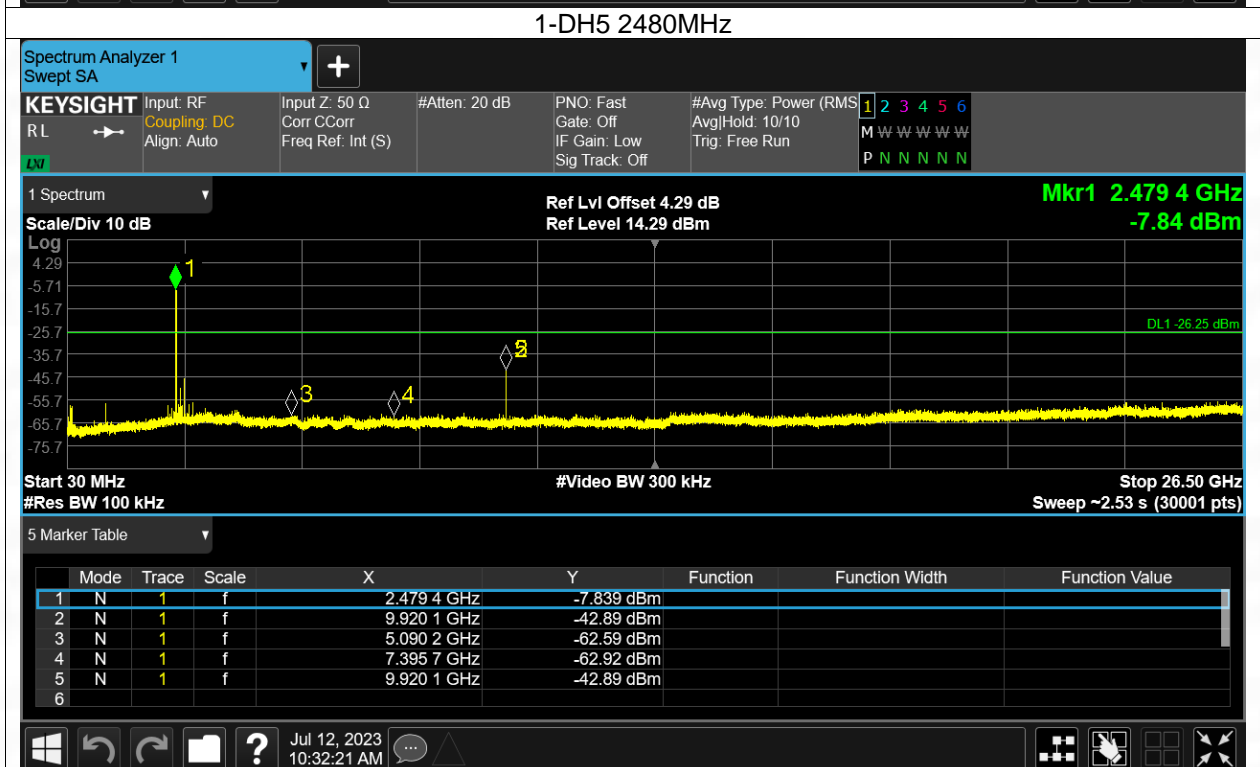 1-DH5 2480MHz
Spectrum Analyzer 1
Swept SA
KEYSIGHT
RL
LXI
Input: RF
Coupling: DC
Align: Auto
Input Z: 50 Ω
Corr CCorr
Freq Ref: Int (S)
#Atten: 20 dB
PNO: Fast
Gate: Off
IF Gain: Low
Sig Track: Off
#Avg Type: Power (RMS
Avg|Hold: 10/10
Trig: Free Run
1 2 3 4 5 6
M W W W W W
P N N N N N
1 Spectrum
Scale/Div 10 dB
Ref Lvl Offset 4.29 dB
Ref Level 14.29 dBm
Mkr1 2.479 4 GHz
-7.84 dBm
Log
4.29
-5.71
-15.7
-25.7
-35.7
-45.7
-55.7
-65.7
-75.7
1
3
4
DL1 -26.25 dBm
Start 30 MHz
#Video BW 300 kHz
Stop 26.50 GHz
#Res BW 100 kHz
Sweep ~2.53 s (30001 pts)
5 Marker Table
Mode Trace Scale X Y Function Function Width Function Value
1 N 1 f 2.479 4 GHz -7.839 dBm
2 N 1 f 9.920 1 GHz -42.89 dBm
3 N 1 f 5.090 2 GHz -62.59 dBm
4 N 1 f 7.395 7 GHz -62.92 dBm
5 N 1 f 9.920 1 GHz -42.89 dBm
6
?
Jul 12, 2023
10:32:21 AM